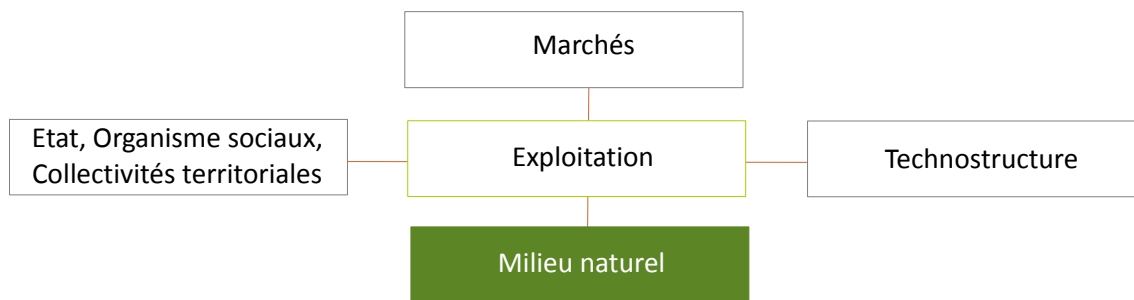 Marchés
Etat, Organisme sociaux,
Collectivités territoriales
Exploitation
Technostructure
Milieu naturel